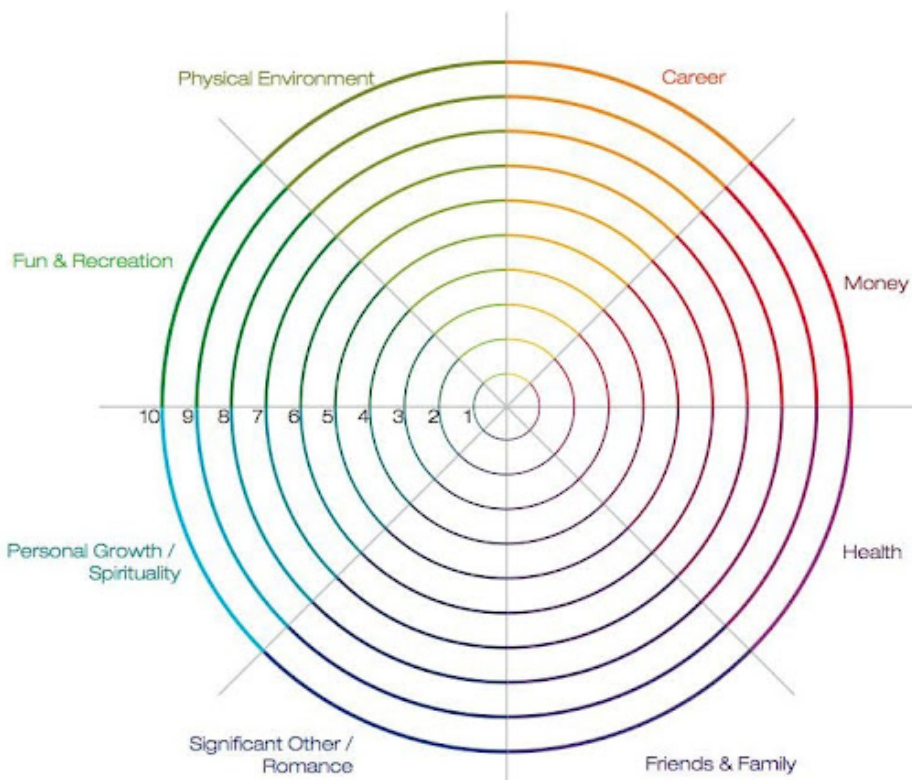 Physical Environment
Career
Fun & Recreation
Money
10 9 8 7 6 5 4 3 2 1
Personal Growth /
Spirituality
Health
Significant Other /
Romance
Friends & Family